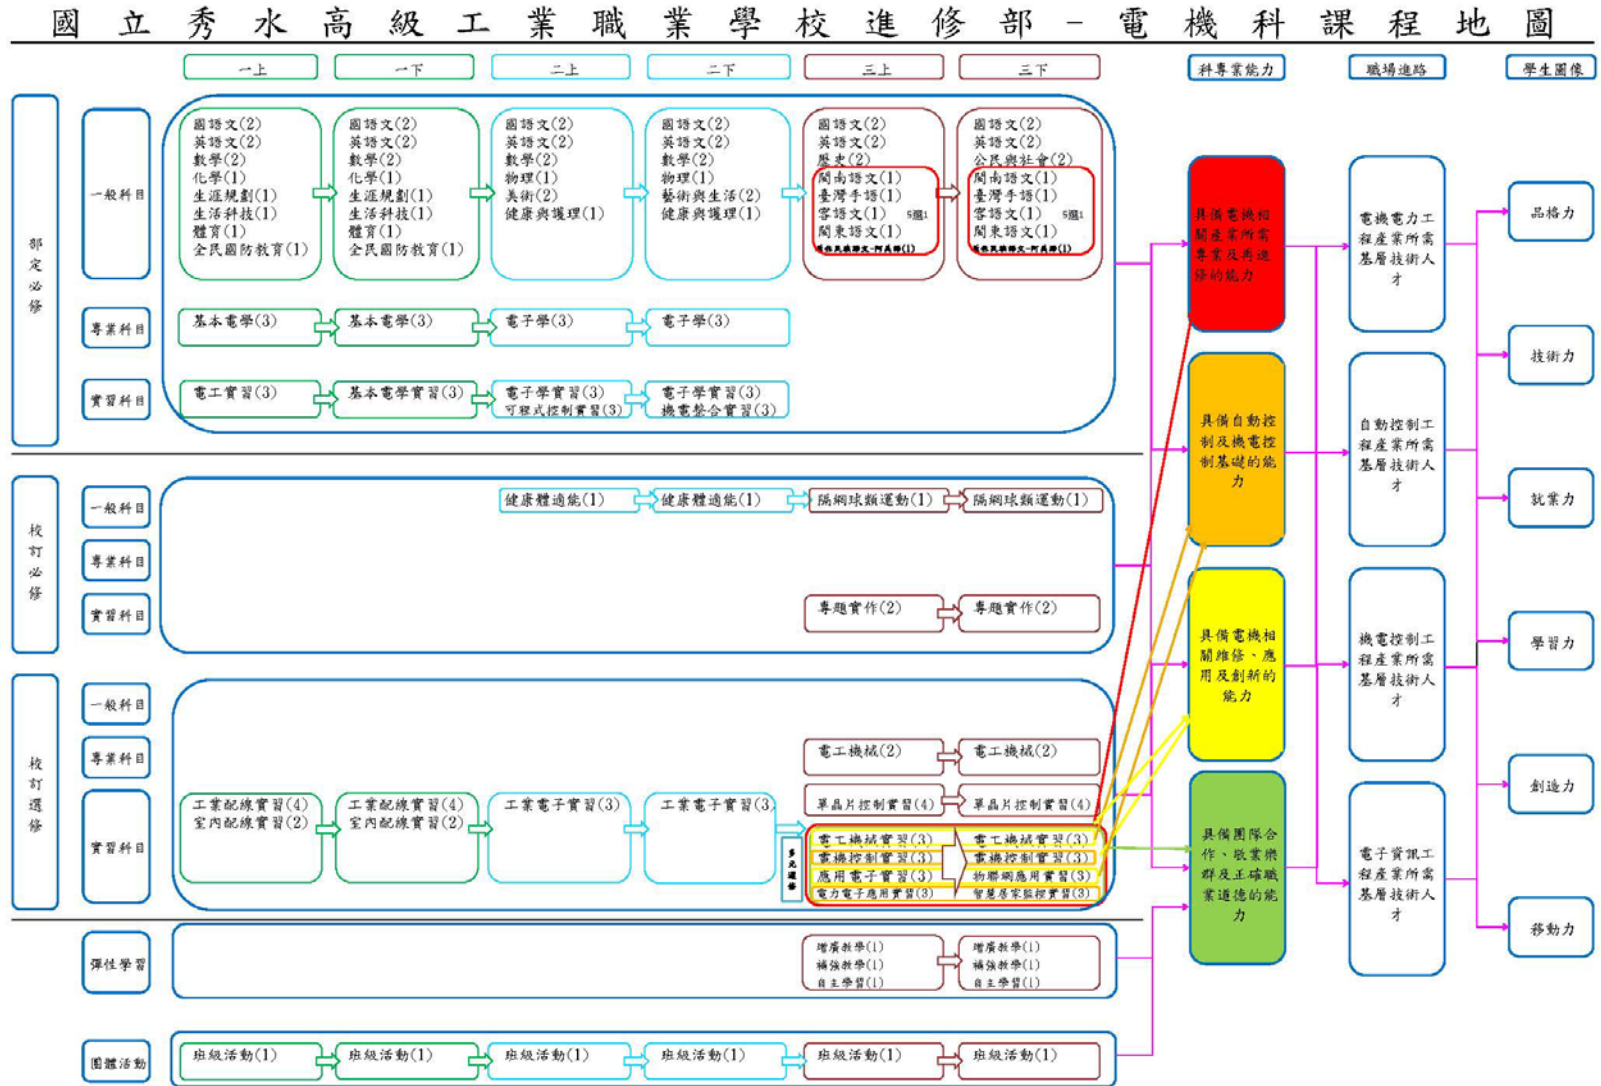 國立秀水高級工業職業學校進修部-電機科課程地圖
一上 一下 二上 二下 三上 三下 科專業能力 職場進路 學生圖像
部定必修
一般科目
國語文(2)
英語文(2)
數學(2)
化學(1)
生涯規劃(1)
生活科技(1)
體育(1)
全民國防教育(1)
國語文(2)
英語文(2)
數學(2)
化學(1)
生涯規劃(1)
生活科技(1)
體育(1)
全民國防教育(1)
國語文(2)
英語文(2)
數學(2)
物理(1)
美術(2)
健康與護理(1)
國語文(2)
英語文(2)
數學(2)
物理(1)
藝術與生活(2)
健康與護理(1)
國語文(2)
英語文(2)
歷史(2)
閩南語文(1)
臺灣手語(1)
客語文(1) 5選1
閩東語文(1)
原住民族語文-阿美語(1)
國語文(2)
英語文(2)
公民與社會(2)
閩南語文(1)
臺灣手語(1)
客語文(1) 5選1
閩東語文(1)
原住民族語文-阿美語(1)
專業科目
基本電學(3)
基本電學(3)
電子學(3)
電子學(3)
實習科目
電工實習(3)
基本電學實習(3)
電子學實習(3)
可程式控制實習(3)
電子學實習(3)
機電整合實習(3)
校訂必修
一般科目
健康體適能(1)
健康體適能(1)
隔網球類運動(1)
隔網球類運動(1)
專業科目
實習科目
專題實作(2)
專題實作(2)
校訂選修
一般科目
專業科目
電工機械(2)
電工機械(2)
實習科目
工業配線實習(4)
室內配線實習(2)
工業配線實習(4)
室內配線實習(2)
工業電子實習(3)
工業電子實習(3)
單晶片控制實習(4)
單晶片控制實習(4)
多元選修
電工機械實習(3)
電機控制實習(3)
應用電子實習(3)
電力電子應用實習(3)
電工機械實習(3)
電機控制實習(3)
物聯網應用實習(3)
智慧居家監控實習(3)
彈性學習
增廣教學(1)
補強教學(1)
自主學習(1)
增廣教學(1)
補強教學(1)
自主學習(1)
團體活動
班級活動(1)
班級活動(1)
班級活動(1)
班級活動(1)
班級活動(1)
班級活動(1)
具備電機相
關產業所需
專業及再進
修的能力
具備自動控
制及機電控
制基礎的能
力
具備電機相
關維修、應
用及創新的
能力
具備團隊合
作、敬業樂
群及正確職
業道德的能
力
電機電力工
程產業所需
基層技術人
才
自動控制工
程產業所需
基層技術人
才
機電控制工
程產業所需
基層技術人
才
電子資訊工
程產業所需
基層技術人
才
品格力
技術力
就業力
學習力
創造力
移動力